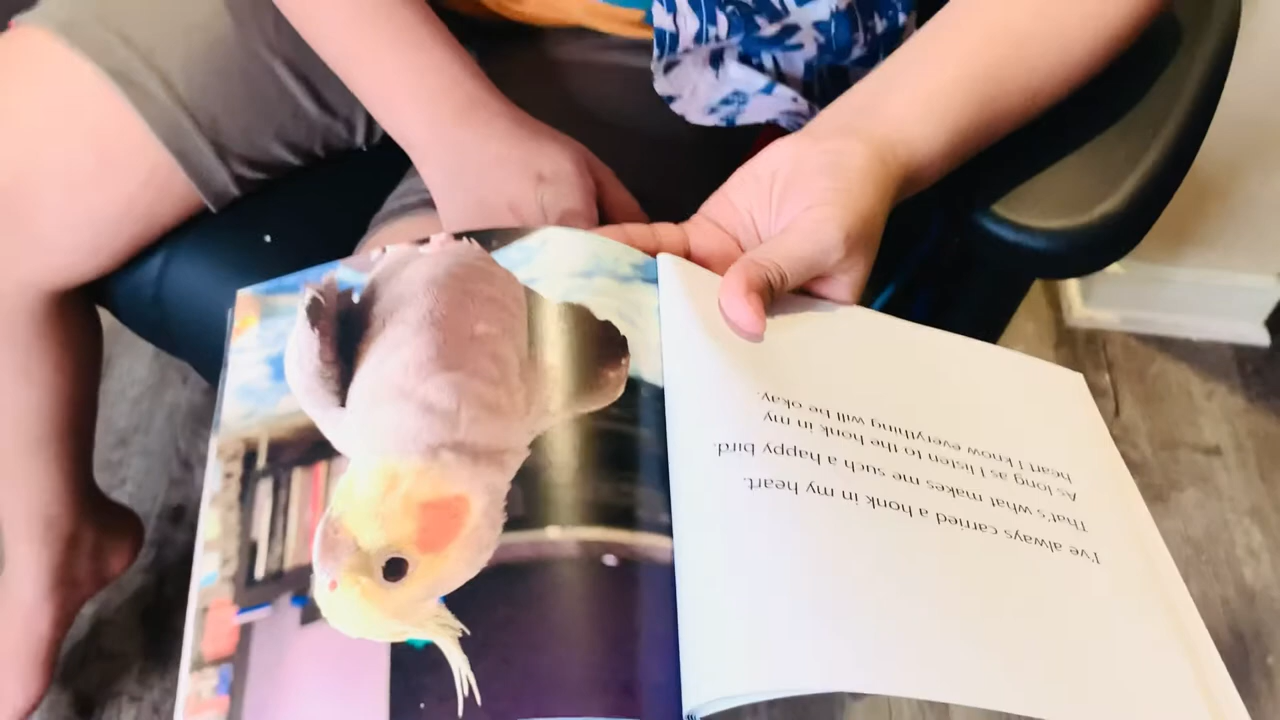 I've always carried a honk in my heart.
That's what makes me such a happy bird.
As long as I listen to the honk in my
heart I know everything will be okay.